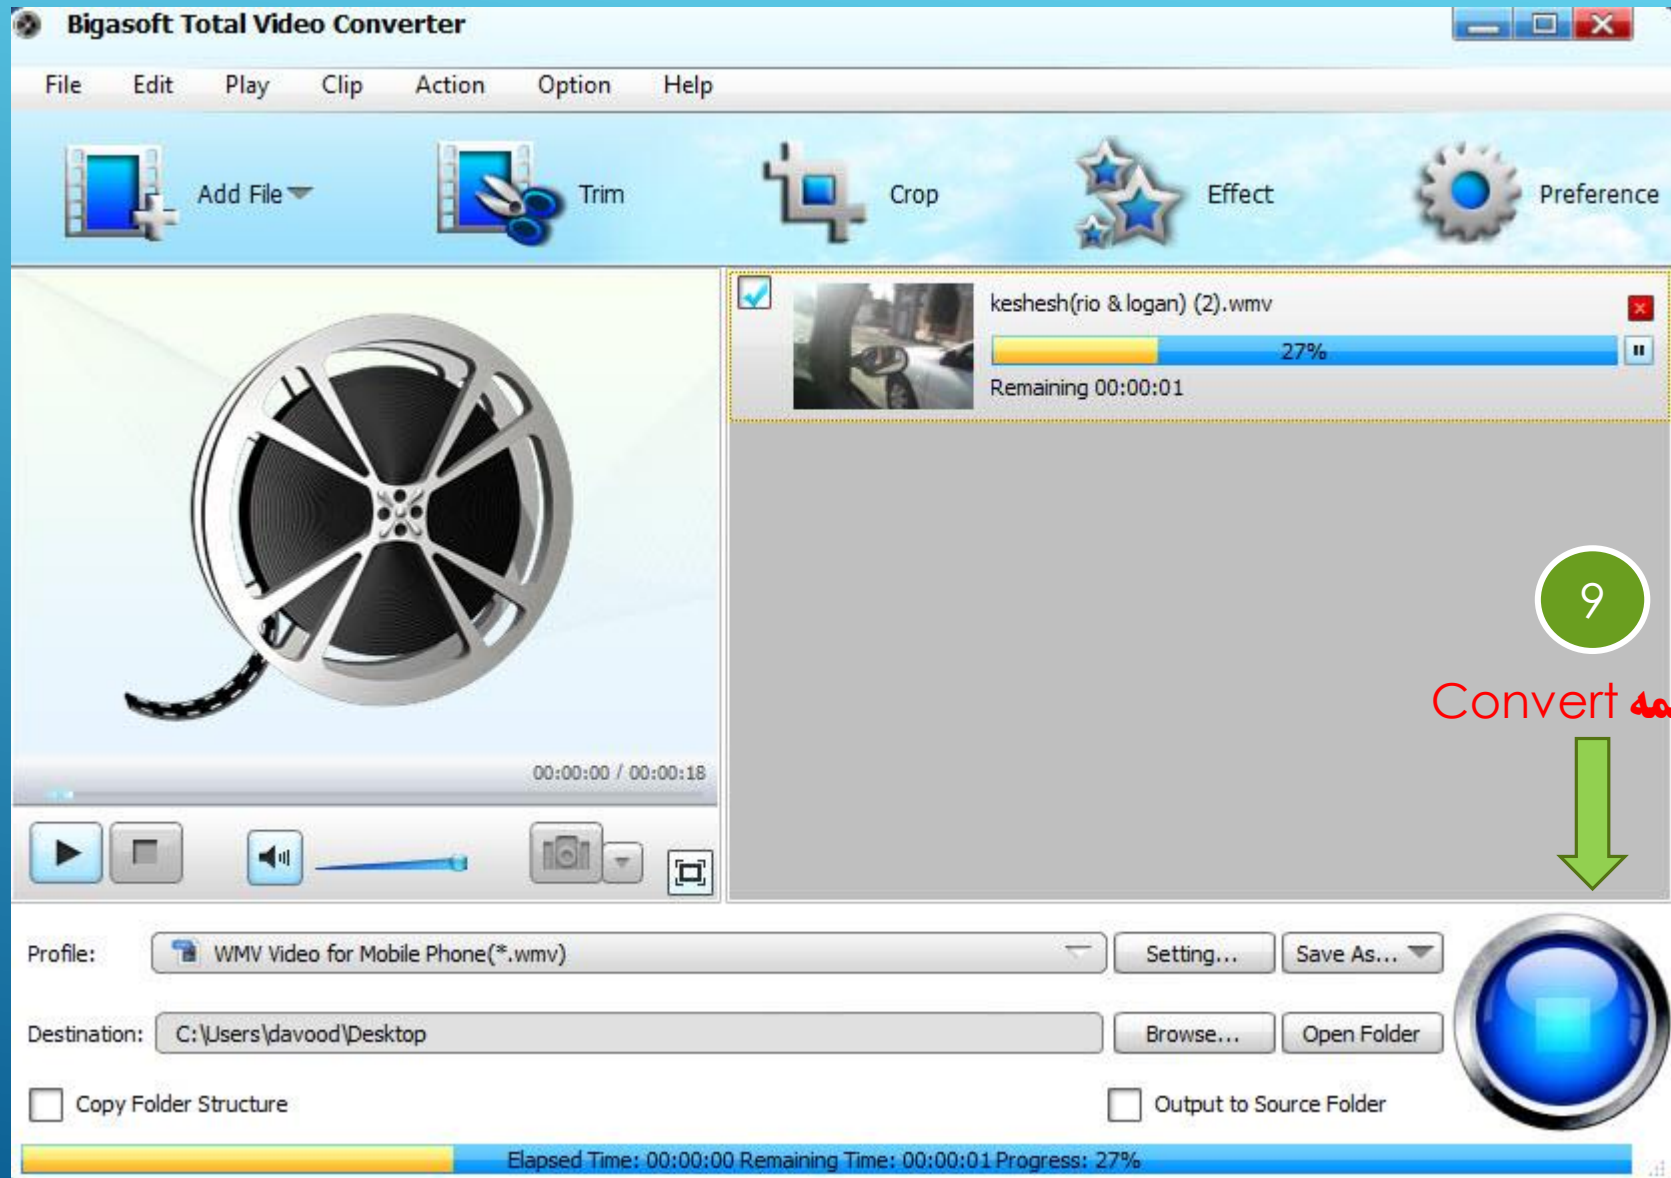 Bigasoft Total Video Converter
File Edit Play Clip Action Option Help
Add File Trim Crop Effect Preference
keshesh(rio & logan) (2).wmv
27%
Remaining 00:00:01
9
Convert
00:00:00 / 00:00:18
Profile: WMV Video for Mobile Phone(*.wmv) Setting... Save As...
Destination: C:\Users\davood\Desktop Browse... Open Folder
Copy Folder Structure Output to Source Folder
Elapsed Time: 00:00:00 Remaining Time: 00:00:01 Progress: 27%